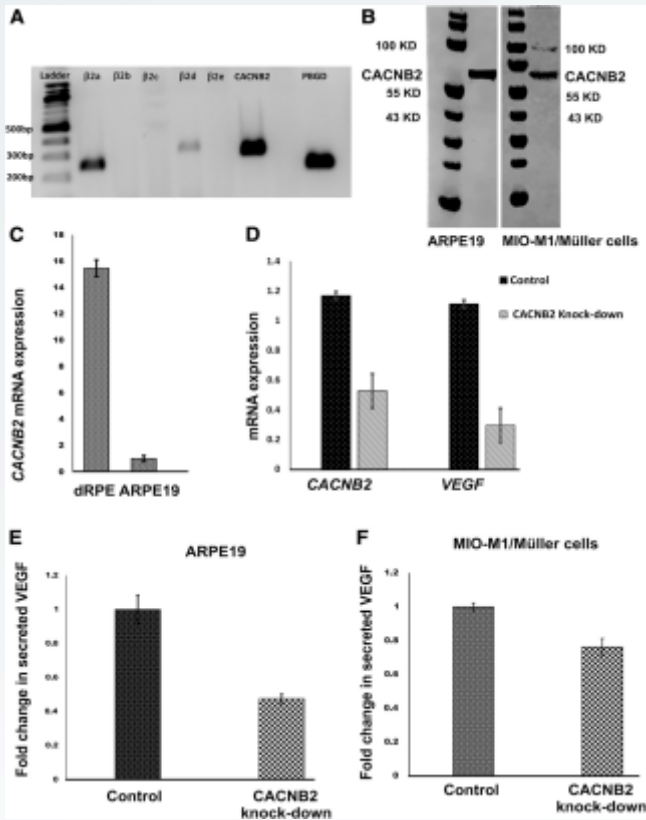 A
Ladder β2a β2b β2c β2d β2e CACNB2 PBGD
500bp
300bp
200bp
B
100 KD 100 KD
CACNB2 CACNB2
55 KD 55 KD
43 KD 43 KD
ARPE19 MIO-M1/Müller cells
C
CACNB2 mRNA expression
18
16
14
12
10
8
6
4
2
0
dRPE ARPE19
D
mRNA expression
1.4
1.2
1
0.8
0.6
0.4
0.2
0
CACNB2 VEGF
Control
CACNB2 Knock-down
E
ARPE19
Fold change in secreted VEGF
1.2
1
0.8
0.6
0.4
0.2
0
Control CACNB2
knock-down
F
MIO-M1/Müller cells
Fold change in secreted VEGF
1.2
1
0.8
0.6
0.4
0.2
0
Control CACNB2
knock-down